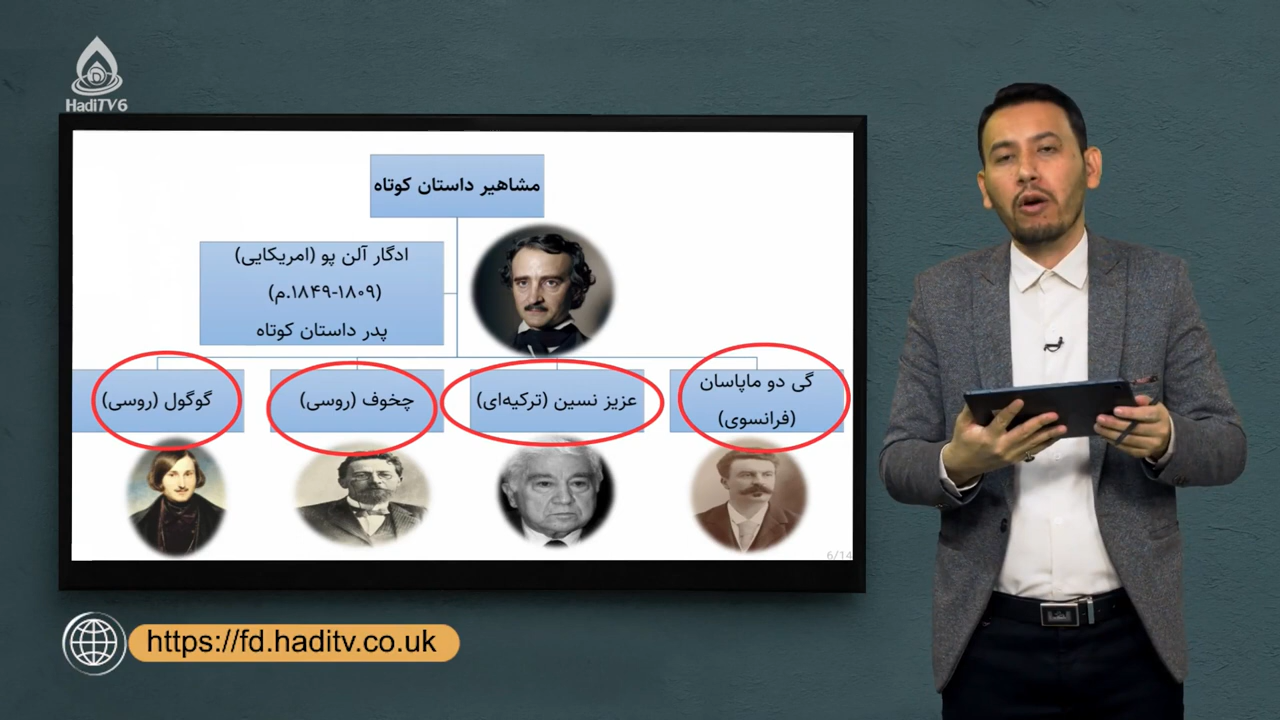 HadiTV6
مشاهیر داستان کوتاه
ادگار آلن پو (امریکایی)
(۱۸۰۹-۱۸۴۹.م)
پدر داستان کوتاه
گی دو ماپاسان
(فرانسوی)
عزیز نسین (ترکیه‌ای)
چخوف (روسی)
گوگول (روسی)
6/14
https://fd.haditv.co.uk